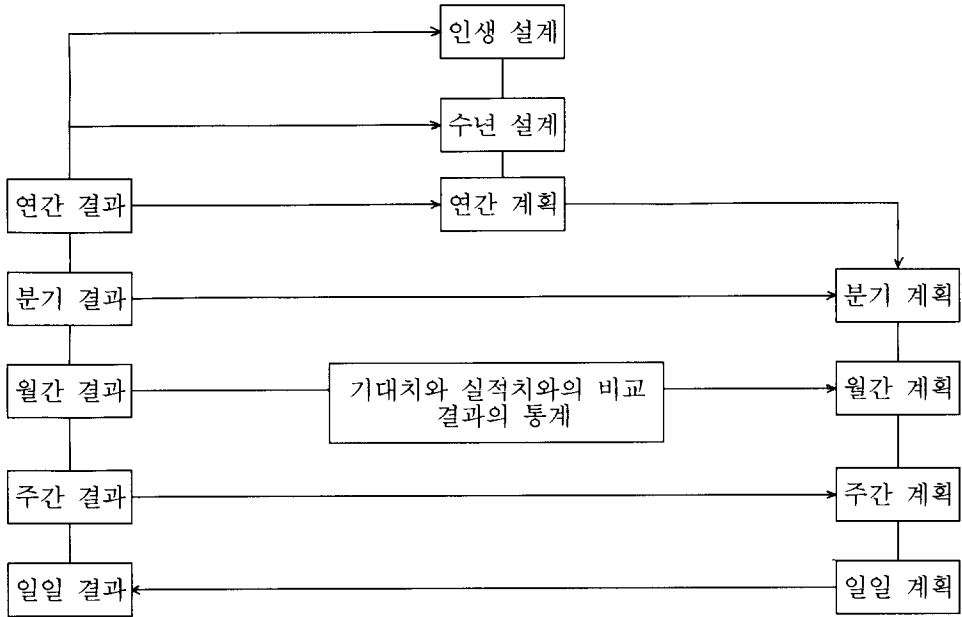 인생 설계
수년 설계
연간 결과
연간 계획
분기 결과
분기 계획
월간 결과
기대치와 실적치와의 비교
결과의 통계
월간 계획
주간 결과
주간 계획
일일 결과
일일 계획